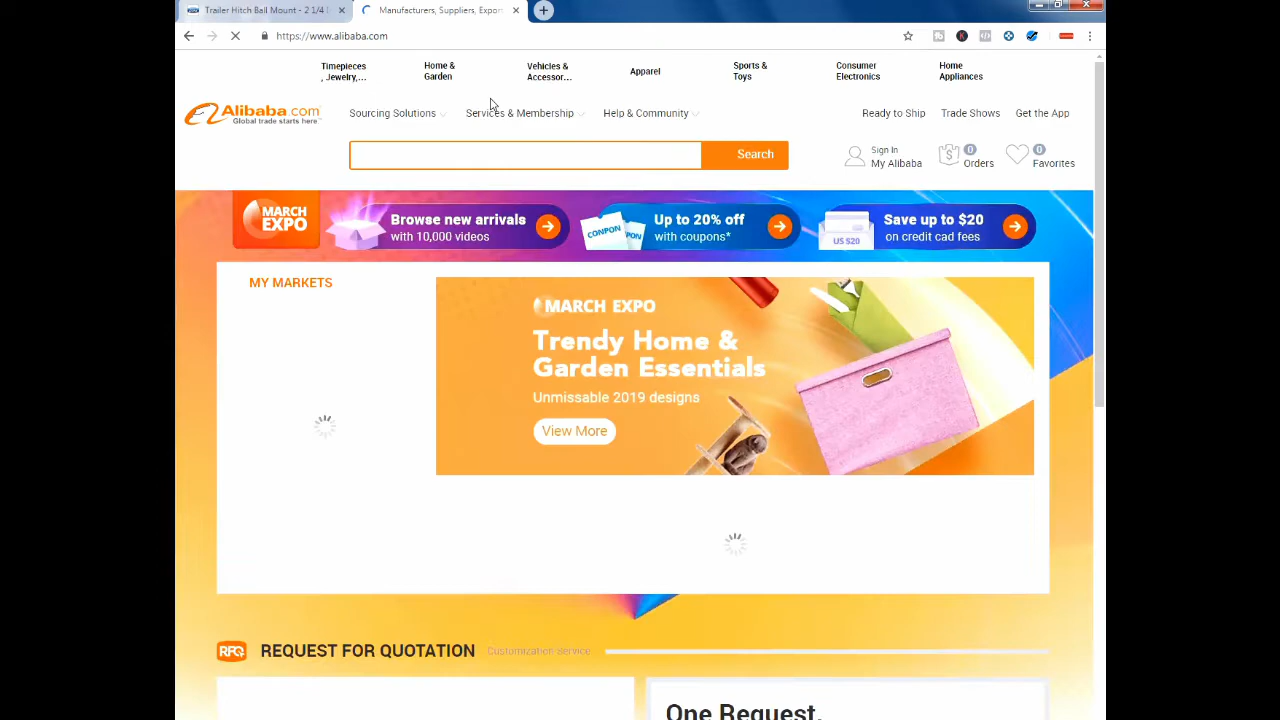 Trailer Hitch Ball Mount - 2 1/4
Manufacturers, Suppliers, Export
https://www.alibaba.com
Timepieces
, Jewelry,...
Home &
Garden
Vehicles &
Accessor...
Apparel
Sports &
Toys
Consumer
Electronics
Home
Appliances
Alibaba.com
Global trade starts here.™
Sourcing Solutions
Services & Membership
Help & Community
Ready to Ship
Trade Shows
Get the App
Search
Sign In
My Alibaba
0
Orders
0
Favorites
MARCH
EXPO
Browse new arrivals
with 10,000 videos
CONPON
PON
Up to 20% off
with coupons*
US $20
Save up to $20
on credit cad fees
MY MARKETS
MARCH EXPO
Trendy Home &
Garden Essentials
Unmissable 2019 designs
View More
RFQ
REQUEST FOR QUOTATION
Customization Service
One Request,